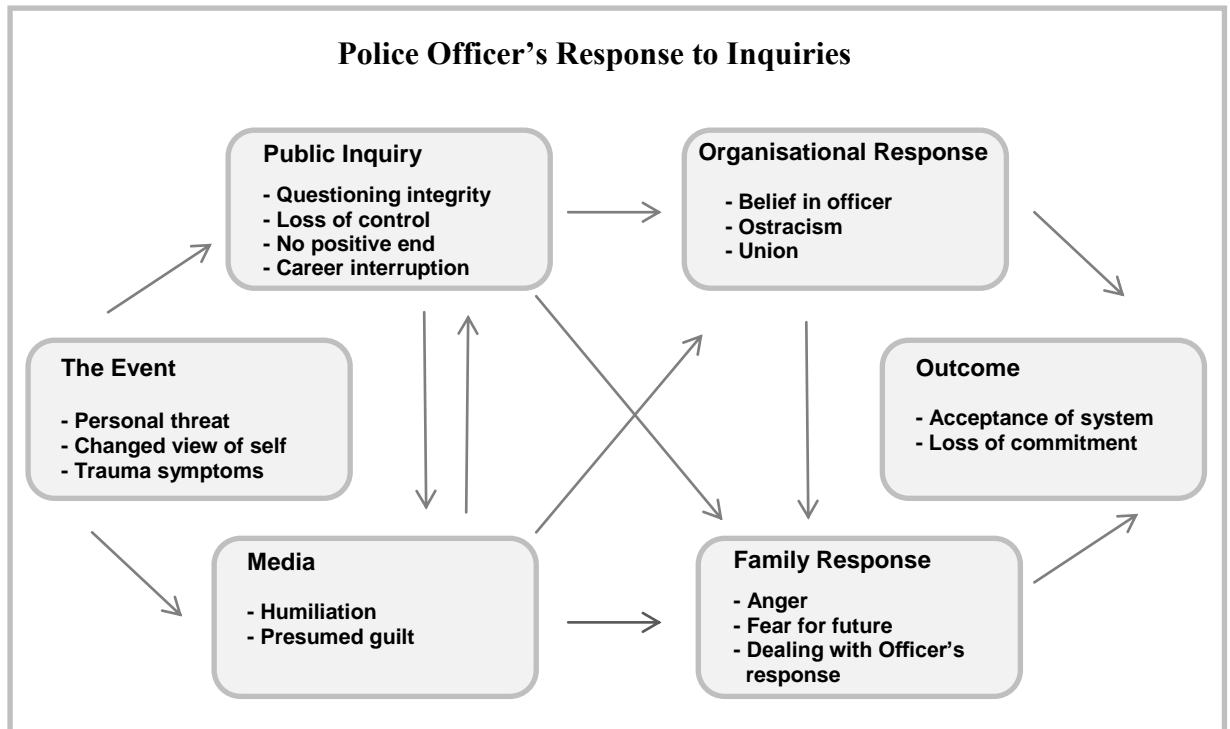 Police Officer’s Response to Inquiries
Public Inquiry
- Questioning integrity
- Loss of control
- No positive end
- Career interruption
Organisational Response
- Belief in officer
- Ostracism
- Union
The Event
- Personal threat
- Changed view of self
- Trauma symptoms
Outcome
- Acceptance of system
- Loss of commitment
Media
- Humiliation
- Presumed guilt
Family Response
- Anger
- Fear for future
- Dealing with Officer’s
response